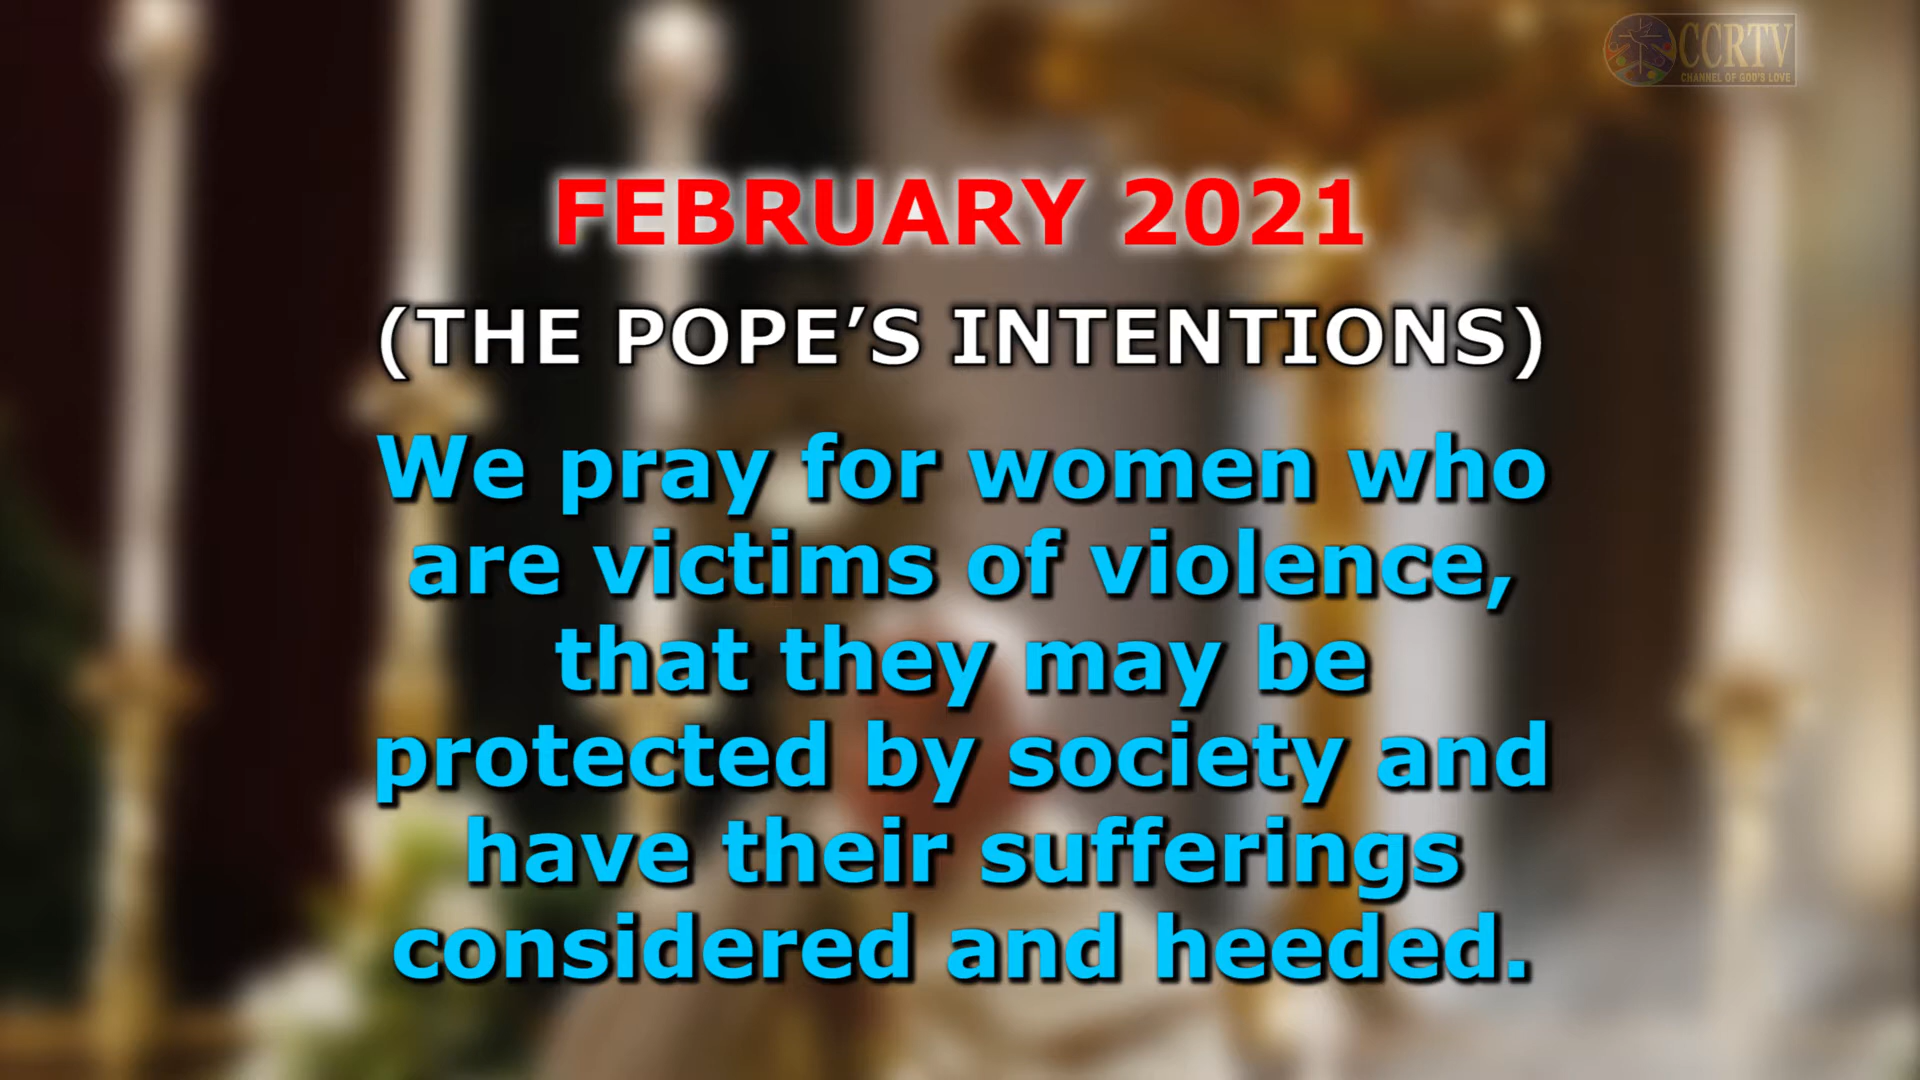 CCRTV
CHANNEL OF GOD'S LOVE
FEBRUARY 2021
(THE POPE’S INTENTIONS)
We pray for women who
are victims of violence,
that they may be
protected by society and
have their sufferings
considered and heeded.